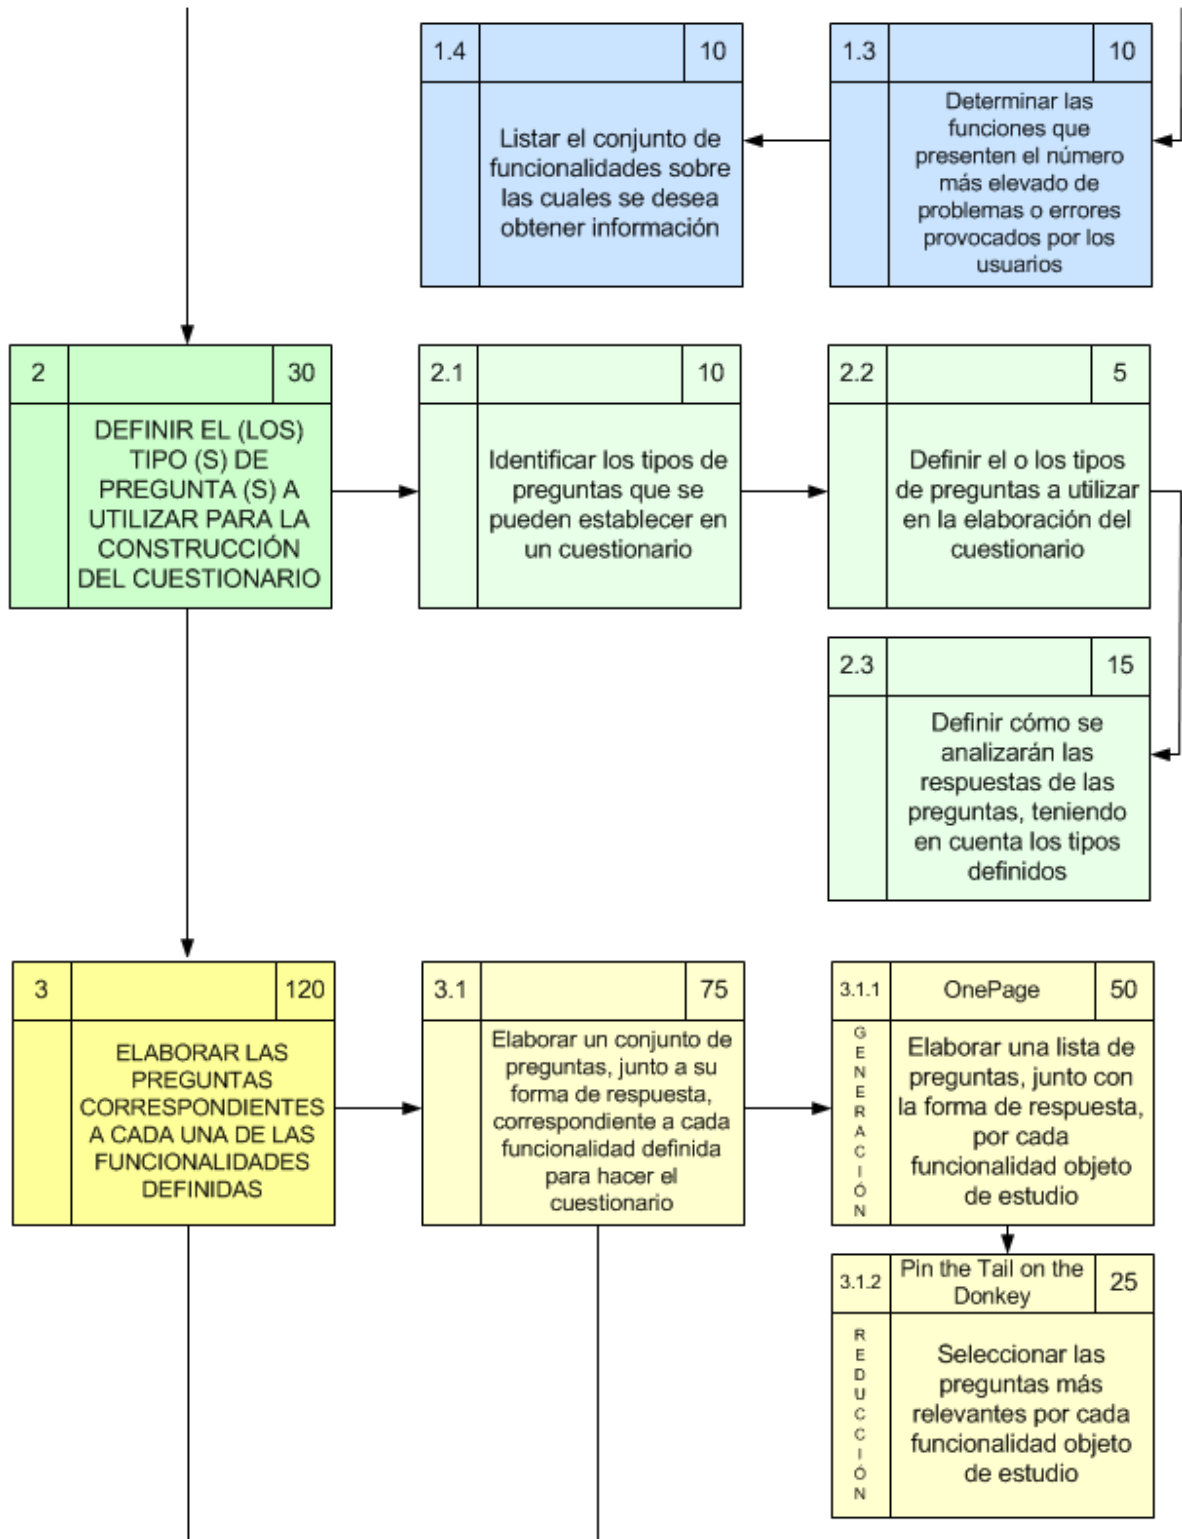 1.4
10
Listar el conjunto de
funcionalidades sobre
las cuales se desea
obtener información
1.3
10
Determinar las
funciones que
presenten el número
más elevado de
problemas o errores
provocados por los
usuarios
2
30
DEFINIR EL (LOS)
TIPO (S) DE
PREGUNTA (S) A
UTILIZAR PARA LA
CONSTRUCCIÓN
DEL CUESTIONARIO
2.1
10
Identificar los tipos de
preguntas que se
pueden establecer en
un cuestionario
2.2
5
Definir el o los tipos
de preguntas a utilizar
en la elaboración del
cuestionario
2.3
15
Definir cómo se
analizarán las
respuestas de las
preguntas, teniendo
en cuenta los tipos
definidos
3
120
ELABORAR LAS
PREGUNTAS
CORRESPONDIENTES
A CADA UNA DE LAS
FUNCIONALIDADES
DEFINIDAS
3.1
75
Elaborar un conjunto de
preguntas, junto a su
forma de respuesta,
correspondiente a cada
funcionalidad definida
para hacer el
cuestionario
3.1.1
OnePage
50
GENERACIÓN
Elaborar una lista de
preguntas, junto con
la forma de respuesta,
por cada
funcionalidad objeto
de estudio
3.1.2
Pin the Tail on the
Donkey
25
REDUCCIÓN
Seleccionar las
preguntas más
relevantes por cada
funcionalidad objeto
de estudio